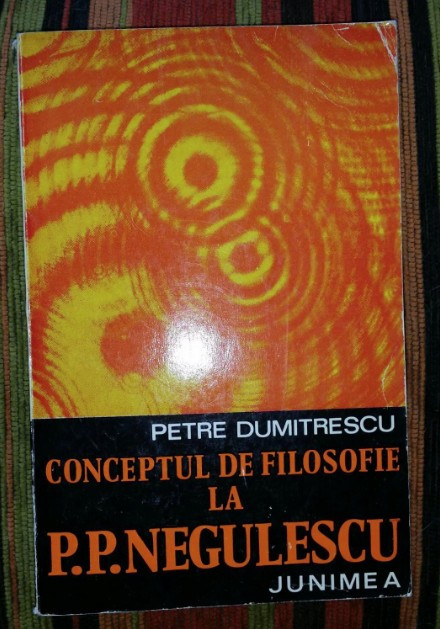 PETRE DUMITRESCU
CONCEPTUL DE FILOSOFIE
LA
P.P.NEGULESCU
JUNIMEA